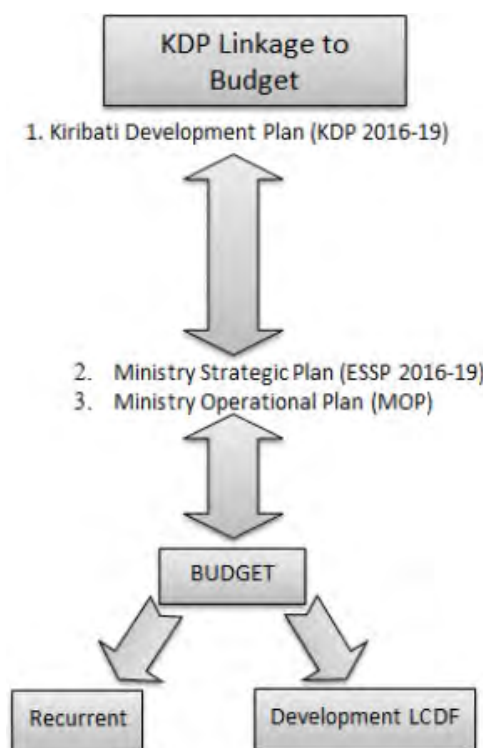 KDP Linkage to
Budget
1. Kiribati Development Plan (KDP 2016-19)
2. Ministry Strategic Plan (ESSP 2016-19)
3. Ministry Operational Plan (MOP)
BUDGET
Recurrent
Development LCDF